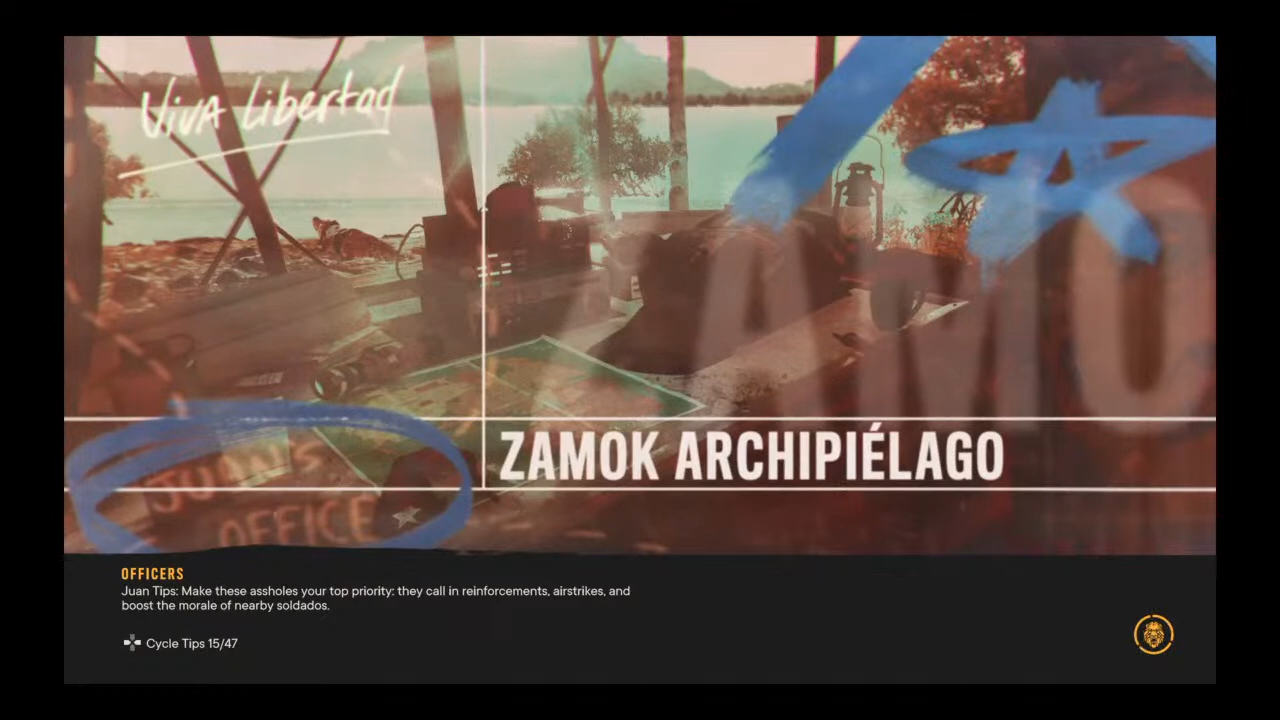 ViVA Libertad
ZAMO
ZAMOK ARCHIPIÉLAGO
JUAN'S
OFFICE
OFFICERS
Juan Tips: Make these assholes your top priority: they call in reinforcements, airstrikes, and
boost the morale of nearby soldados.
Cycle Tips 15/47